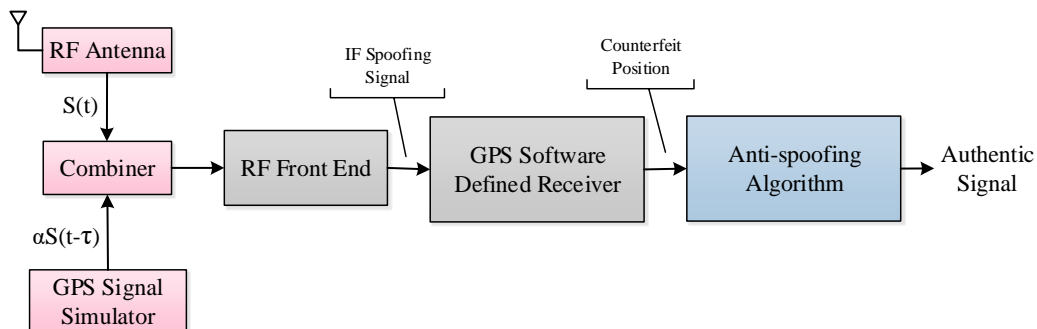 RF Antenna
S(t)
Combiner
αS(t-τ)
GPS Signal
Simulator
RF Front End
IF Spoofing
Signal
GPS Software
Defined Receiver
Counterfeit
Position
Anti-spoofing
Algorithm
Authentic
Signal